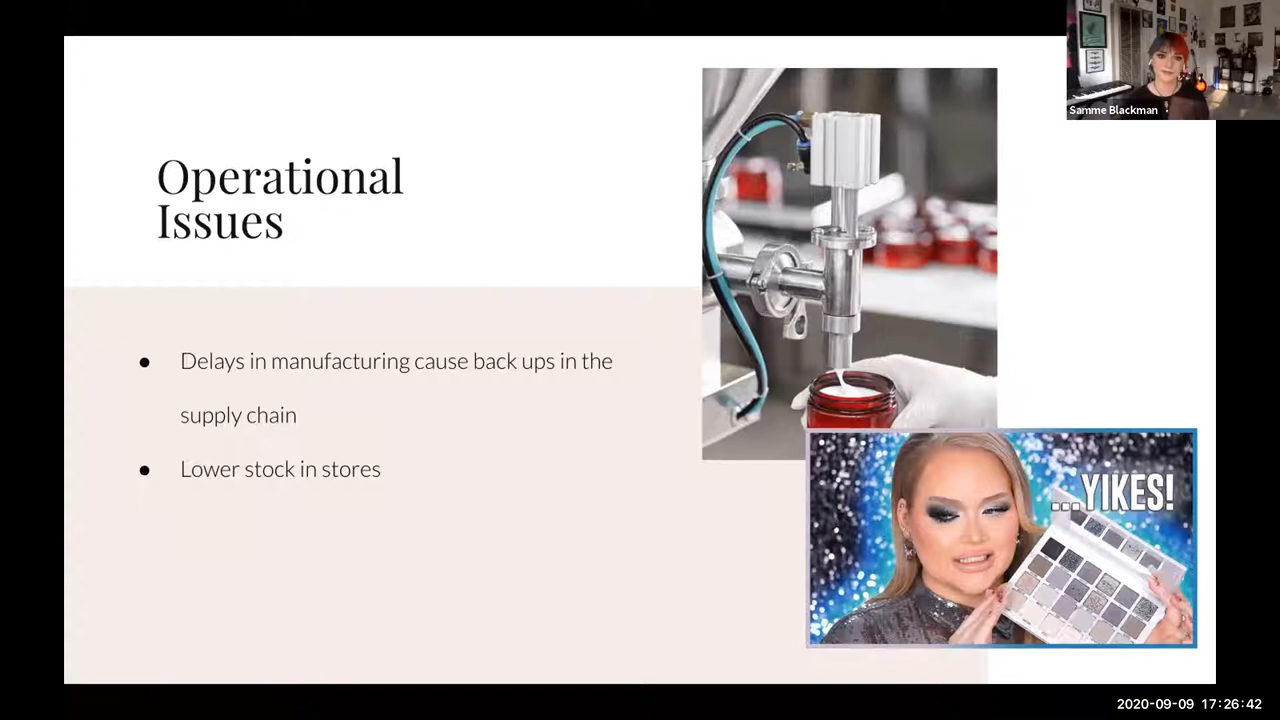 Samme Blackman
Operational
Issues
● Delays in manufacturing cause back ups in the
supply chain
● Lower stock in stores
...YIKES!
2020-09-09 17:26:42